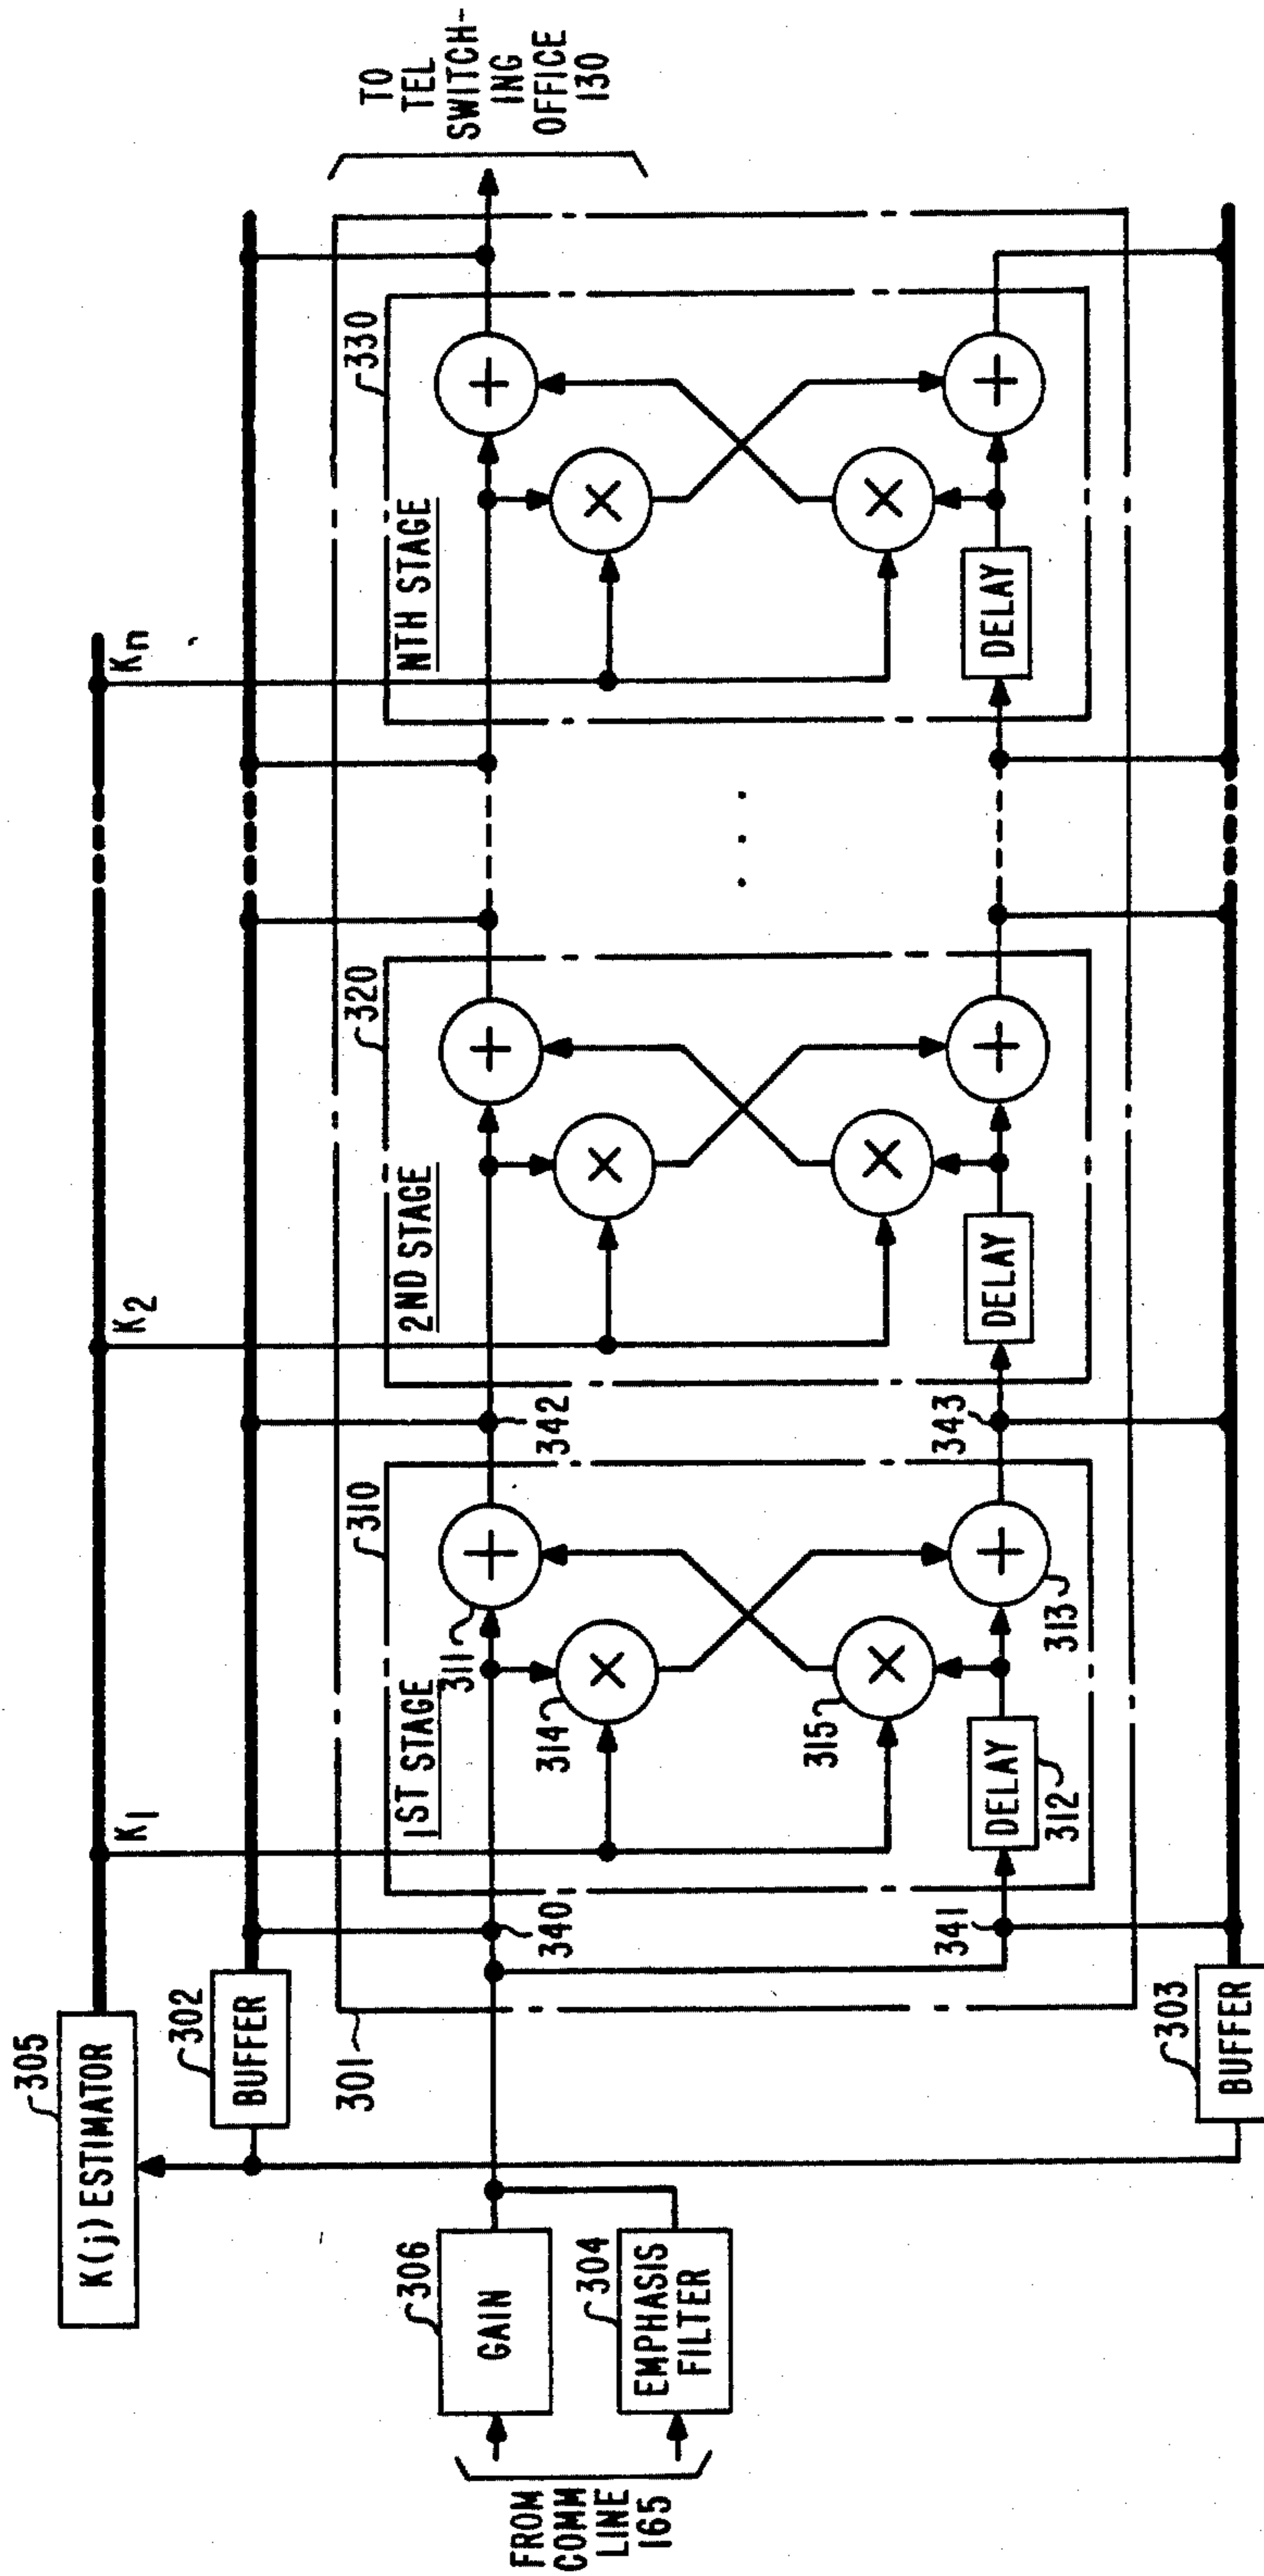 305
K(j) ESTIMATOR
K1
K2
Kn
302
BUFFER
301
310
1ST STAGE
311
314
315
DELAY
312
313
340
341
342
343
320
2ND STAGE
DELAY
330
NTH STAGE
DELAY
. . .
306
GAIN
304
EMPHASIS
FILTER
FROM
COMM
LINE
165
303
BUFFER
TO
TEL
SWITCH-
ING
OFFICE
130